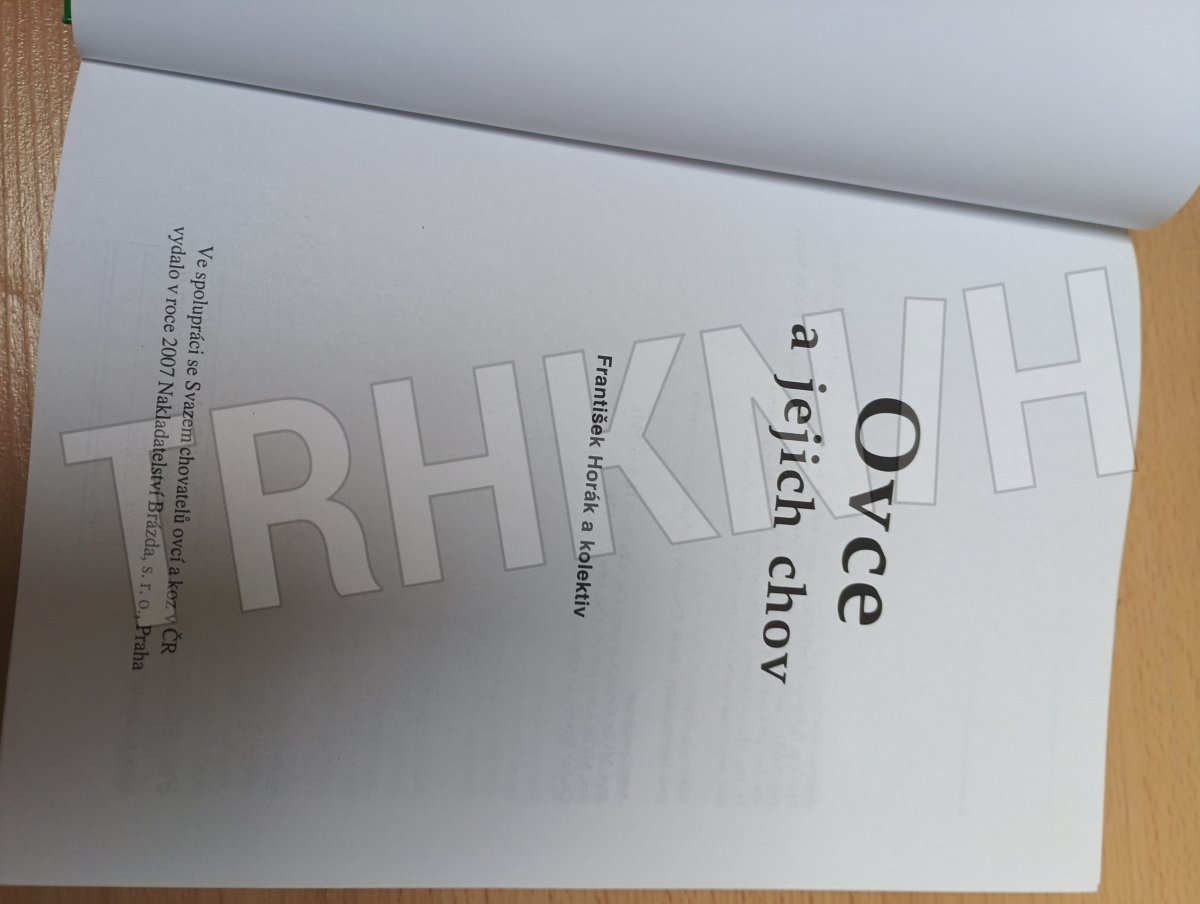 Ovce
a jejich chov
František Horák a kolektiv
Ve spolupráci se Svazem chovatelů ovcí a koz v ČR
vydalo v roce 2007 Nakladatelství Brázda, s. r. o., Praha
TRHKNIH